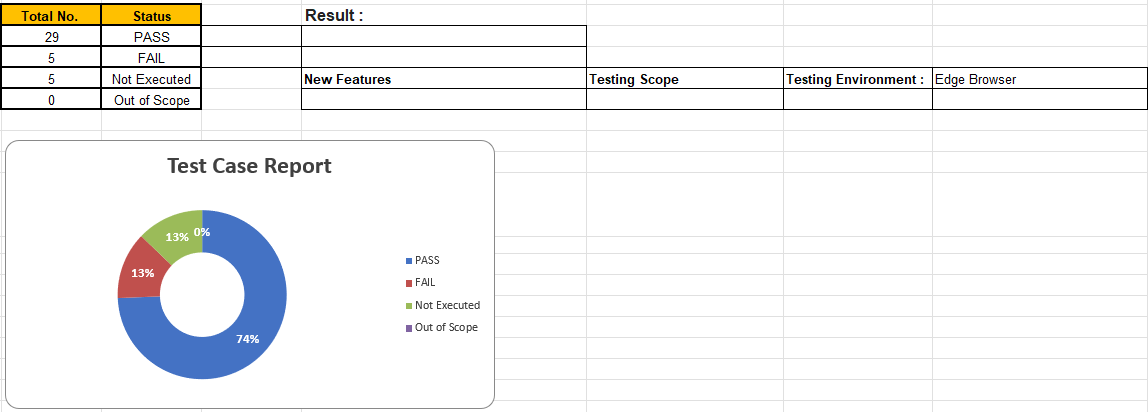 Total No. Status Result :
29 PASS
5 FAIL
5 Not Executed New Features Testing Scope Testing Environment : Edge Browser
0 Out of Scope
Test Case Report
13% 0%
13%
74%
PASS
FAIL
Not Executed
Out of Scope